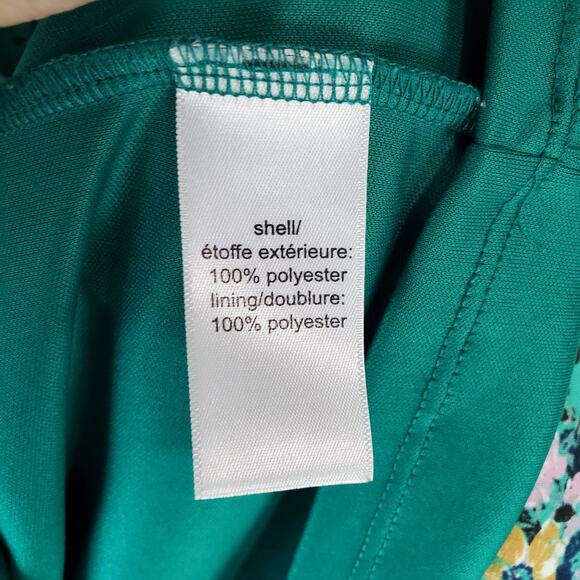 shell/
étoffe extérieure:
100% polyester
lining/doublure:
100% polyester